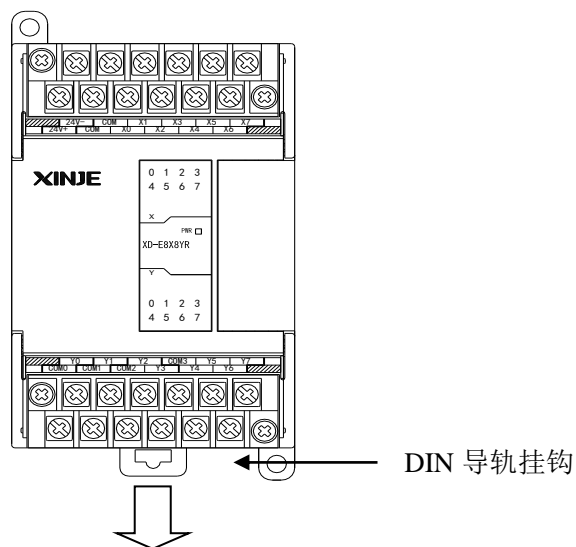 24V- COM X1 X3 X5 X7
24V+ COM X0 X2 X4 X6
XINJE
0 1 2 3
4 5 6 7
X
PWR
XD-E8X8YR
Y
0 1 2 3
4 5 6 7
Y0 Y1 Y2 COM3 Y5 Y7
COM0 COM1 COM2 Y3 Y4 Y6
DIN 导轨挂钩